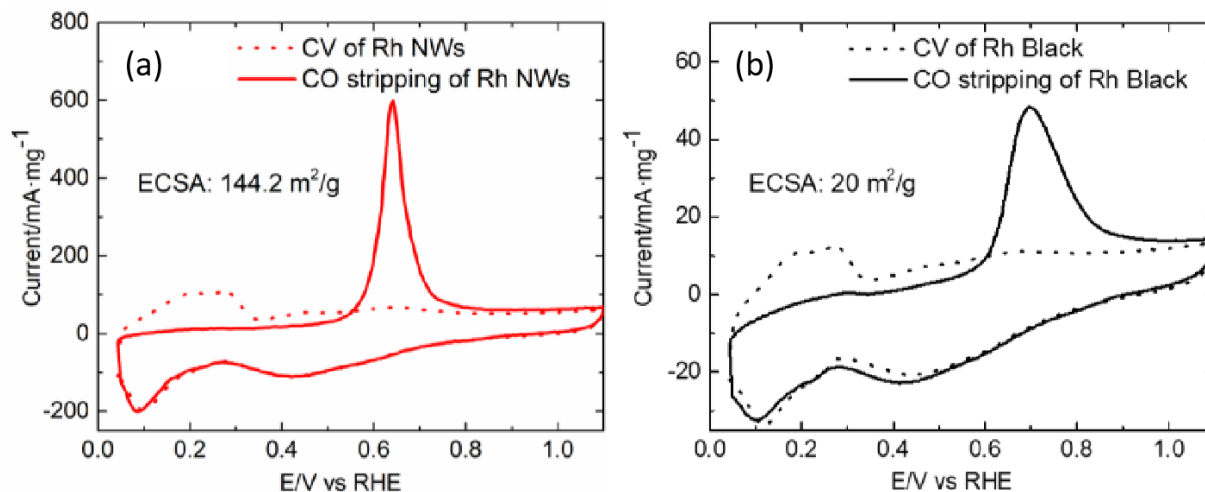 (a)
CV of Rh NWs
CO stripping of Rh NWs
ECSA: 144.2 m²/g
Current/mA·mg⁻¹
800
600
400
200
0
-200
0.0 0.2 0.4 0.6 0.8 1.0
E/V vs RHE
(b)
CV of Rh Black
CO stripping of Rh Black
ECSA: 20 m²/g
Current/mA·mg⁻¹
60
40
20
0
-20
0.0 0.2 0.4 0.6 0.8 1.0
E/V vs RHE